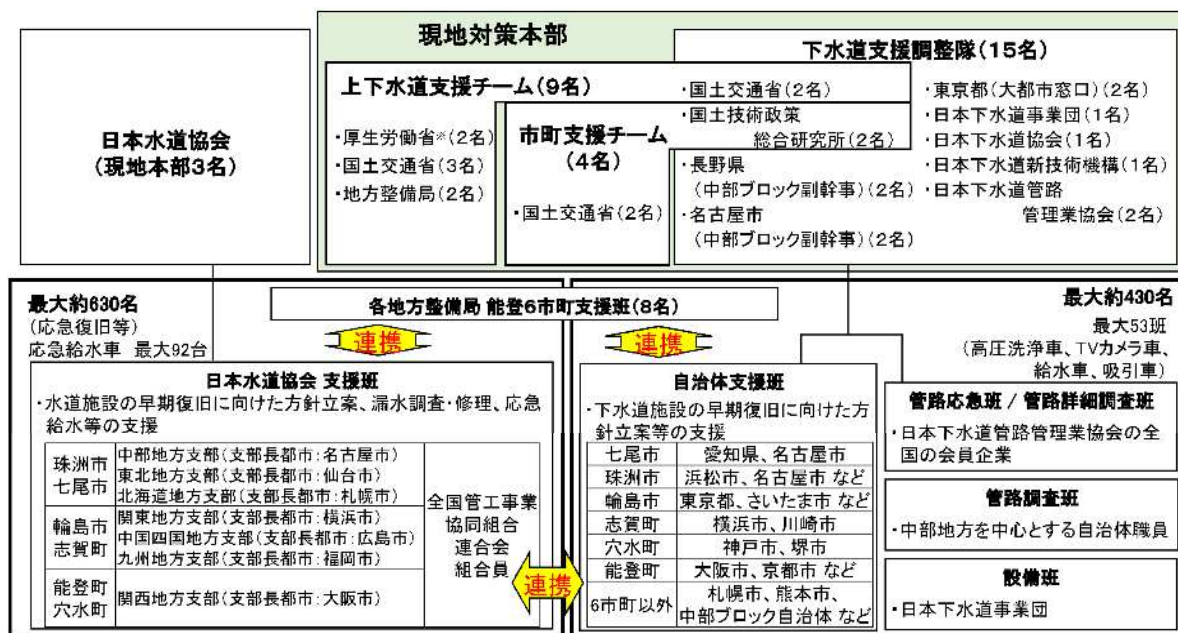 現地対策本部
日本水道協会
(現地本部3名)
上下水道支援チーム(9名)
・厚生労働省※(2名)
・国土交通省(3名)
・地方整備局(2名)
市町支援チーム
(4名)
・国土交通省(2名)
下水道支援調整隊(15名)
・国土交通省(2名)
・国土技術政策
総合研究所(2名)
・長野県
(中部ブロック副幹事)(2名)
・名古屋市
(中部ブロック副幹事)(2名)
・東京都(大都市窓口)(2名)
・日本下水道事業団(1名)
・日本下水道協会(1名)
・日本下水道新技術機構(1名)
・日本下水道管路
管理業協会(2名)
各地方整備局 能登6市町支援班(8名)
最大約630名
(応急復旧等)
応急給水車 最大92台
連携
日本水道協会 支援班
・水道施設の早期復旧に向けた方針立案、漏水調査・修理、応急
給水等の支援
珠洲市
七尾市
中部地方支部(支部長都市:名古屋市)
東北地方支部(支部長都市:仙台市)
北海道地方支部(支部長都市:札幌市)
輪島市
志賀町
関東地方支部(支部長都市:横浜市)
中国四国地方支部(支部長都市:広島市)
九州地方支部(支部長都市:福岡市)
能登町
穴水町
関西地方支部(支部長都市:大阪市)
全国管工事業
協同組合
連合会
組合員
連携
連携
最大約430名
最大53班
(高圧洗浄車、TVカメラ車、
給水車、吸引車)
自治体支援班
・下水道施設の早期復旧に向けた方
針立案等の支援
七尾市 愛知県、名古屋市
珠洲市 浜松市、名古屋市 など
輪島市 東京都、さいたま市 など
志賀町 横浜市、川崎市
穴水町 神戸市、堺市
能登町 大阪市、京都市 など
6市町以外 札幌市、熊本市、
中部ブロック自治体 など
管路応急班 / 管路詳細調査班
・日本下水道管路管理業協会の全
国の会員企業
管路調査班
・中部地方を中心とする自治体職員
設備班
・日本下水道事業団